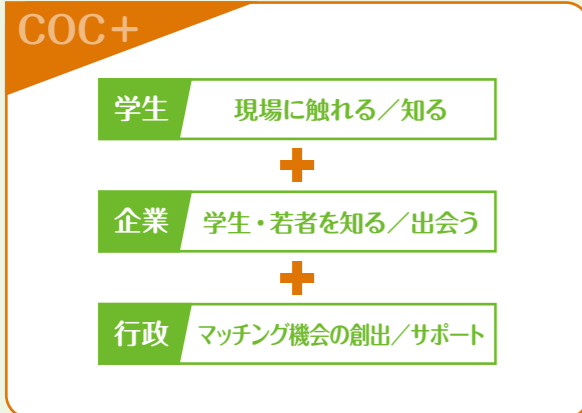 COC+
学生 現場に触れる／知る
+
企業 学生・若者を知る／出会う
+
行政 マッチング機会の創出／サポート